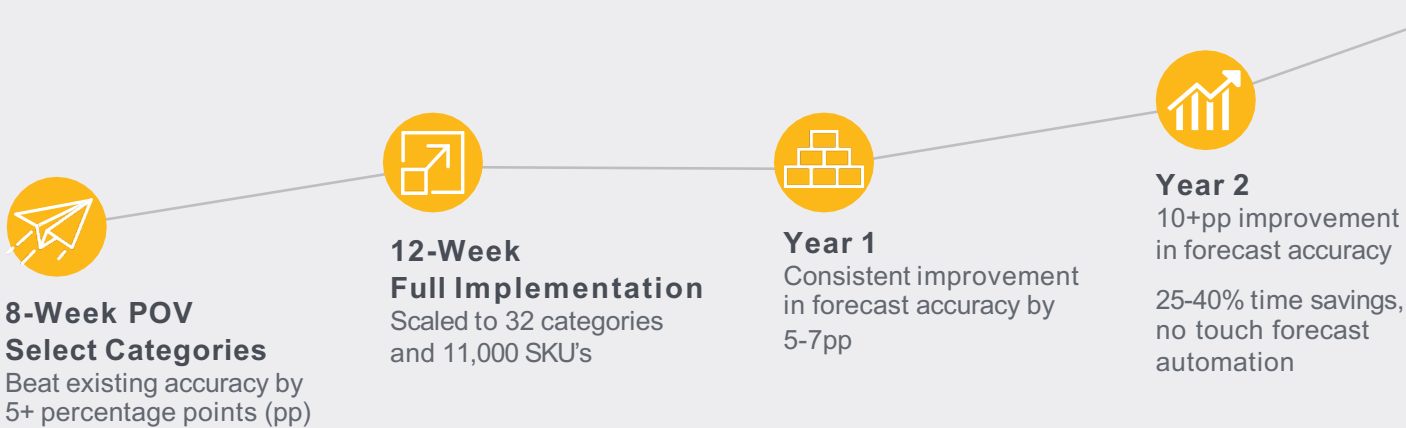 8-Week POV
Select Categories
Beat existing accuracy by
5+ percentage points (pp)
12-Week
Full Implementation
Scaled to 32 categories
and 11,000 SKU's
Year 1
Consistent improvement
in forecast accuracy by
5-7pp
Year 2
10+pp improvement
in forecast accuracy
25-40% time savings,
no touch forecast
automation